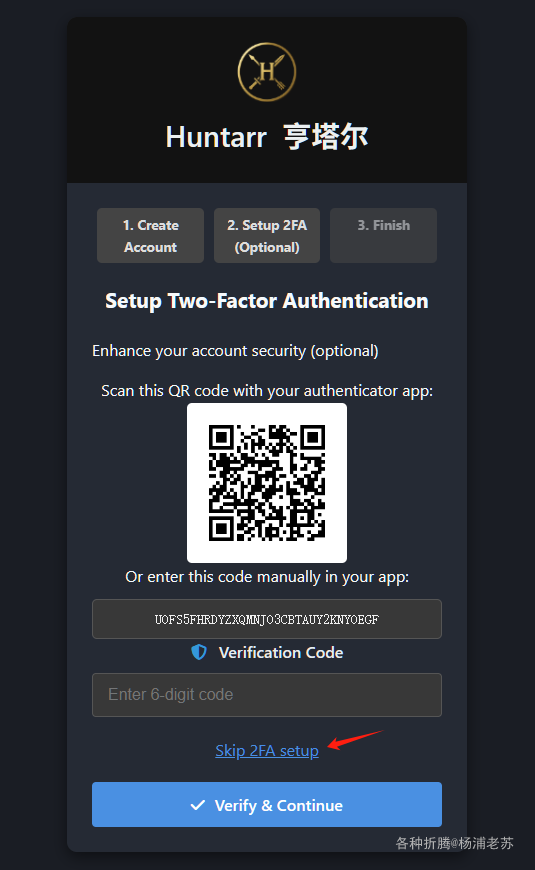 H
Huntarr 亨塔尔
1. Create
Account
2. Setup 2FA
(Optional)
3. Finish
Setup Two-Factor Authentication
Enhance your account security (optional)
Scan this QR code with your authenticator app:
Or enter this code manually in your app:
UOFS5FHRDYZXQMNJO3CBTAUY2KNYOEGF
Verification Code
Enter 6-digit code
Skip 2FA setup
Verify & Continue
各种折腾@杨浦老苏